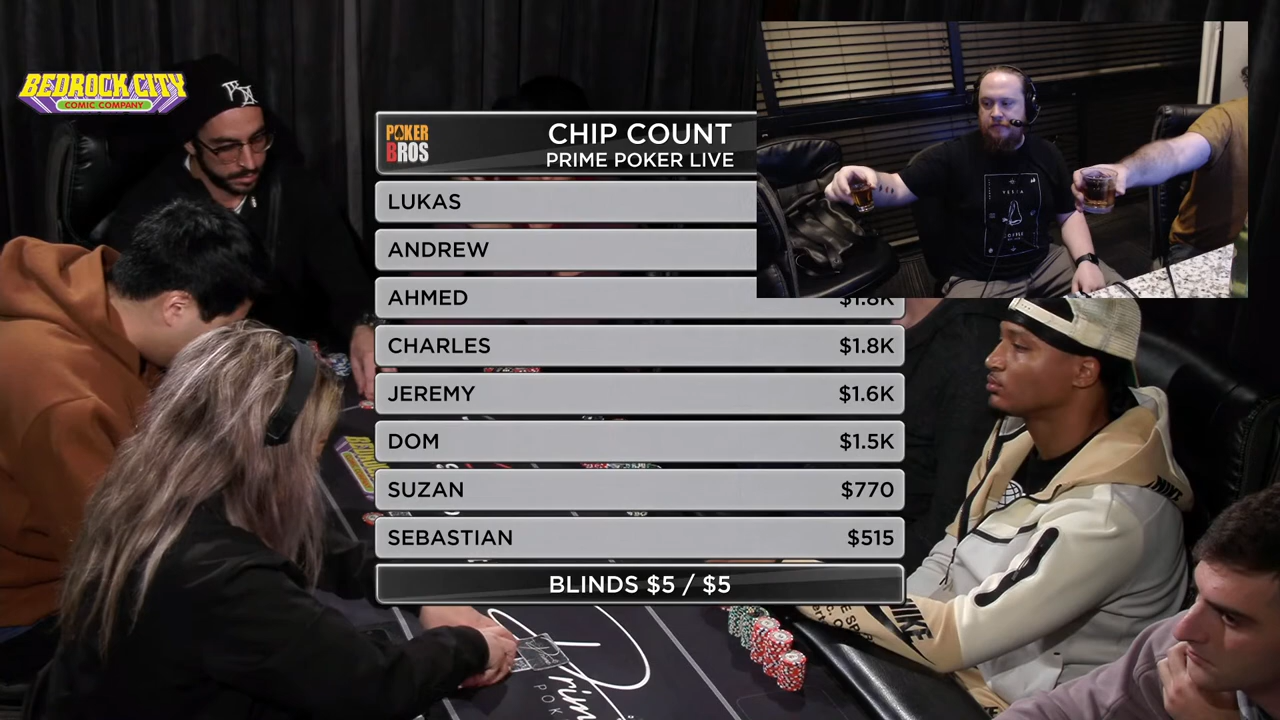 BEDROCK CITY
COMIC COMPANY
POKER
BROS
CHIP COUNT
PRIME POKER LIVE
LUKAS
ANDREW
AHMED $1.8K
CHARLES $1.8K
JEREMY $1.6K
DOM $1.5K
SUZAN $770
SEBASTIAN $515
BLINDS $5 / $5
NIKE
NIKE